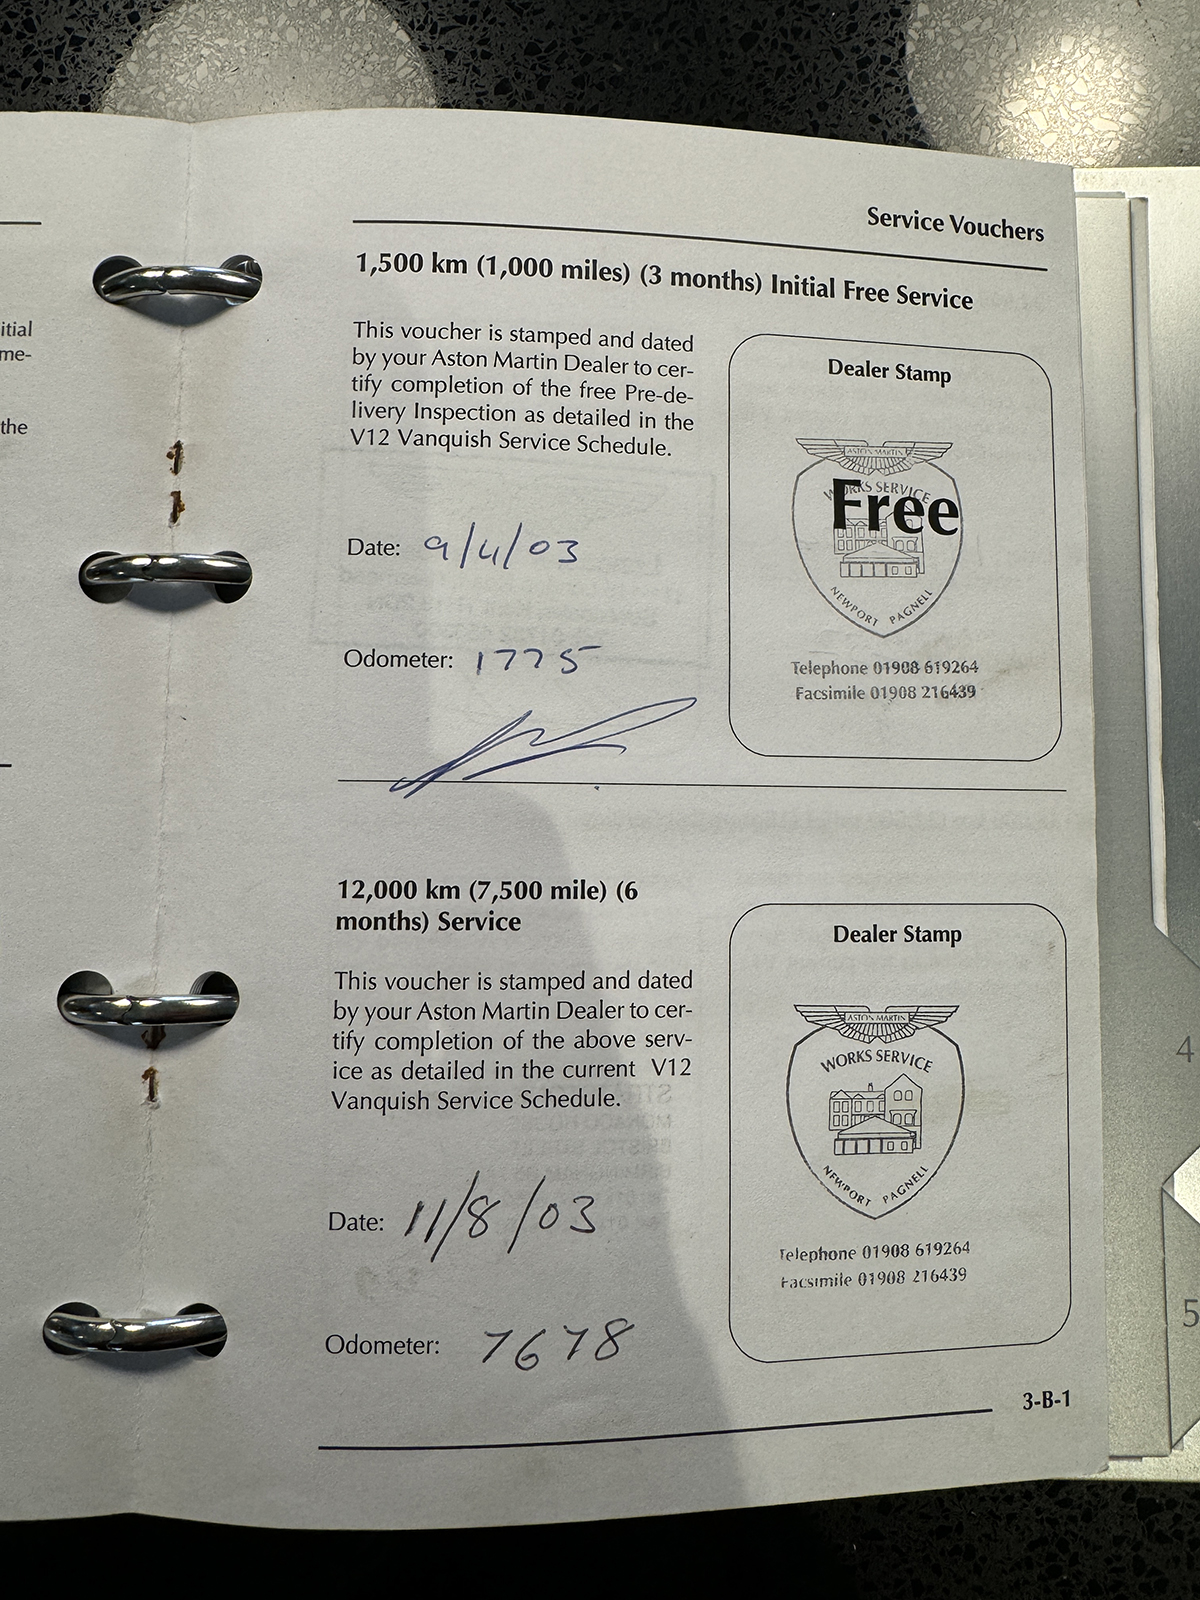 itial
me-
the
Service Vouchers
1,500 km (1,000 miles) (3 months) Initial Free Service
This voucher is stamped and dated
by your Aston Martin Dealer to cer-
tify completion of the free Pre-de-
livery Inspection as detailed in the
V12 Vanquish Service Schedule.
Date: 9/4/03
Odometer: 1775
Dealer Stamp
ASTON MARTIN
WORKS SERVICE
Free
NEWPORT PAGNELL
Telephone 01908 619264
Facsimile 01908 216439
12,000 km (7,500 mile) (6
months) Service
This voucher is stamped and dated
by your Aston Martin Dealer to cer-
tify completion of the above serv-
ice as detailed in the current V12
Vanquish Service Schedule.
Date: 11/8/03
Odometer: 7678
Dealer Stamp
ASTON MARTIN
WORKS SERVICE
NEWPORT PAGNELL
Telephone 01908 619264
Facsimile 01908 216439
3-B-1
4
5